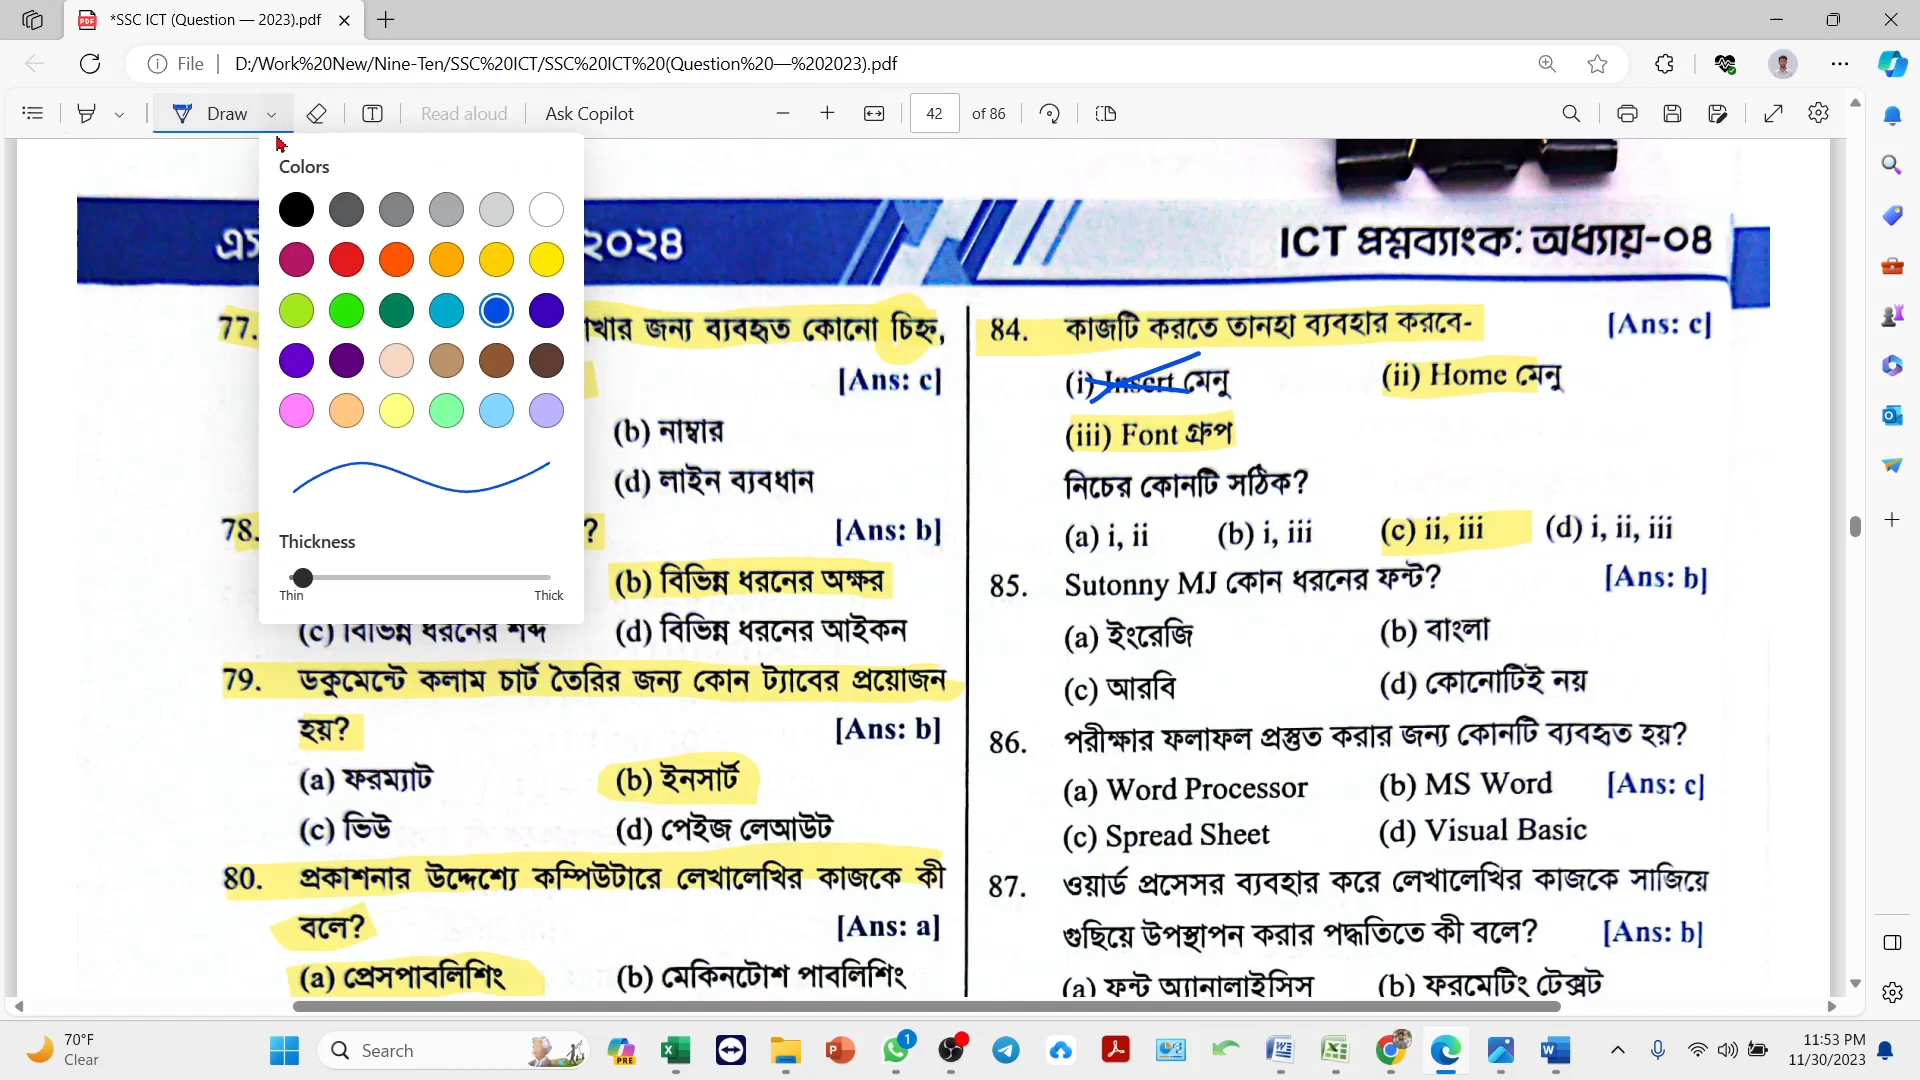 *SSC ICT (Question — 2023).pdf
File
D:/Work%20New/Nine-Ten/SSC%20ICT/SSC%20ICT%20(Question%20—%202023).pdf
Draw
Read aloud
Ask Copilot
42 of 86
Colors
Thickness
Thin Thick
এস ২০২৪
ICT প্রশ্নব্যাংক: অধ্যায়-০৪
77. রাখার জন্য ব্যবহৃত কোনো চিহ্ন,
[Ans: c]
(b) নাম্বার
(d) লাইন ব্যবধান
78. ? [Ans: b]
(b) বিভিন্ন ধরনের অক্ষর
(c) বিভিন্ন ধরনের শব্দ (d) বিভিন্ন ধরনের আইকন
79. ডকুমেন্টে কলাম চার্ট তৈরির জন্য কোন ট্যাবের প্রয়োজন
হয়? [Ans: b]
(a) ফরম্যাট (b) ইনসার্ট
(c) ভিউ (d) পেইজ লেআউট
80. প্রকাশনার উদ্দেশ্যে কম্পিউটারে লেখালেখির কাজকে কী
বলে? [Ans: a]
(a) প্রেসপাবলিশিং (b) মেকিনটোশ পাবলিশিং
84. কাজটি করতে তানহা ব্যবহার করবে- [Ans: c]
(i) Insert মেনু (ii) Home মেনু
(iii) Font গ্রুপ
নিচের কোনটি সঠিক?
(a) i, ii (b) i, iii (c) ii, iii (d) i, ii, iii
85. Sutonny MJ কোন ধরনের ফন্ট? [Ans: b]
(a) ইংরেজি (b) বাংলা
(c) আরবি (d) কোনোটিই নয়
86. পরীক্ষার ফলাফল প্রস্তুত করার জন্য কোনটি ব্যবহৃত হয়?
(a) Word Processor (b) MS Word [Ans: c]
(c) Spread Sheet (d) Visual Basic
87. ওয়ার্ড প্রসেসর ব্যবহার করে লেখালেখির কাজকে সাজিয়ে
গুছিয়ে উপস্থাপন করার পদ্ধতিতে কী বলে? [Ans: b]
(a) ফন্ট অ্যানালাইসিস (b) ফরমেটিং টেক্সট
70°F
Clear
Search
PRE
1
11:53 PM
11/30/2023